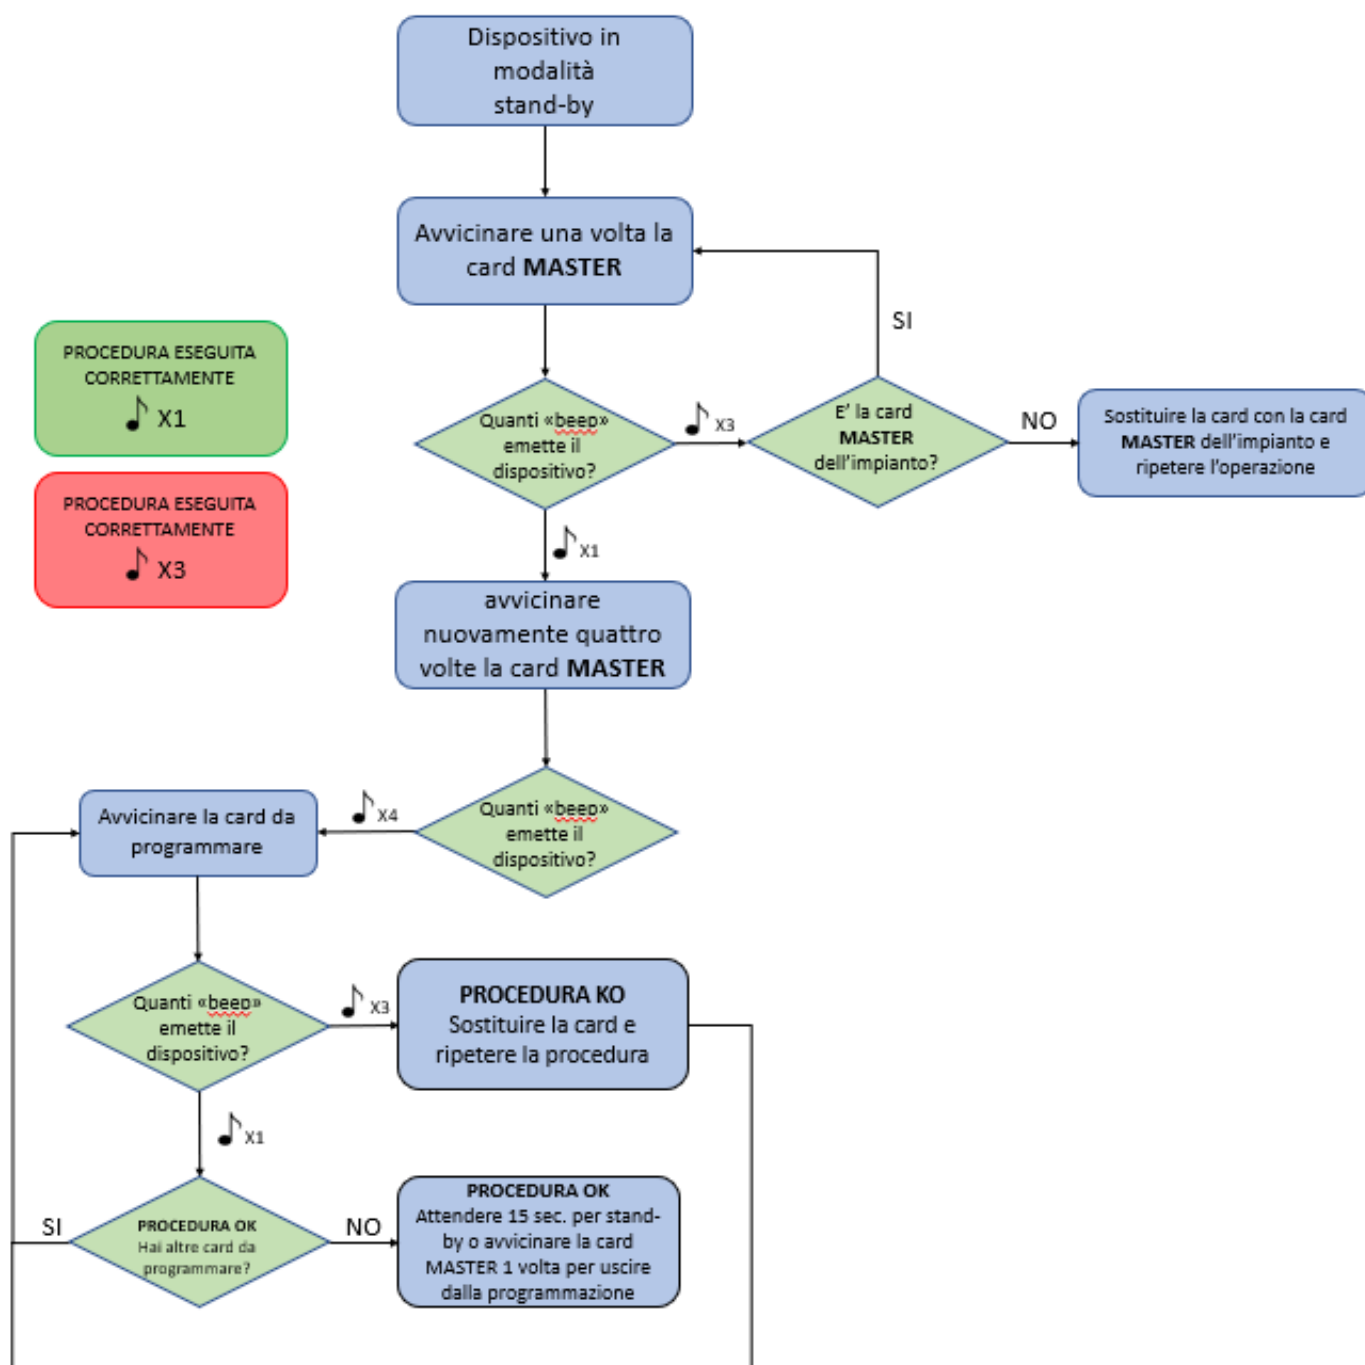 Dispositivo in
modalità
stand-by
Avvicinare una volta la
card MASTER
SI
PROCEDURA ESEGUITA
CORRETTAMENTE
♪ X1
Quanti «beep»
emette il
dispositivo?
♪ X3
E' la card
MASTER
dell'impianto?
NO
Sostituire la card con la card
MASTER dell'impianto e
ripetere l'operazione
PROCEDURA ESEGUITA
CORRETTAMENTE
♪ X3
♪ X1
avvicinare
nuovamente quattro
volte la card MASTER
Avvicinare la card da
programmare
♪ X4
Quanti «beep»
emette il
dispositivo?
Quanti «beep»
emette il
dispositivo?
♪ X3
PROCEDURA KO
Sostituire la card e
ripetere la procedura
♪ X1
SI
PROCEDURA OK
Hai altre card da
programmare?
NO
PROCEDURA OK
Attendere 15 sec. per stand-
by o avvicinare la card
MASTER 1 volta per uscire
dalla programmazione